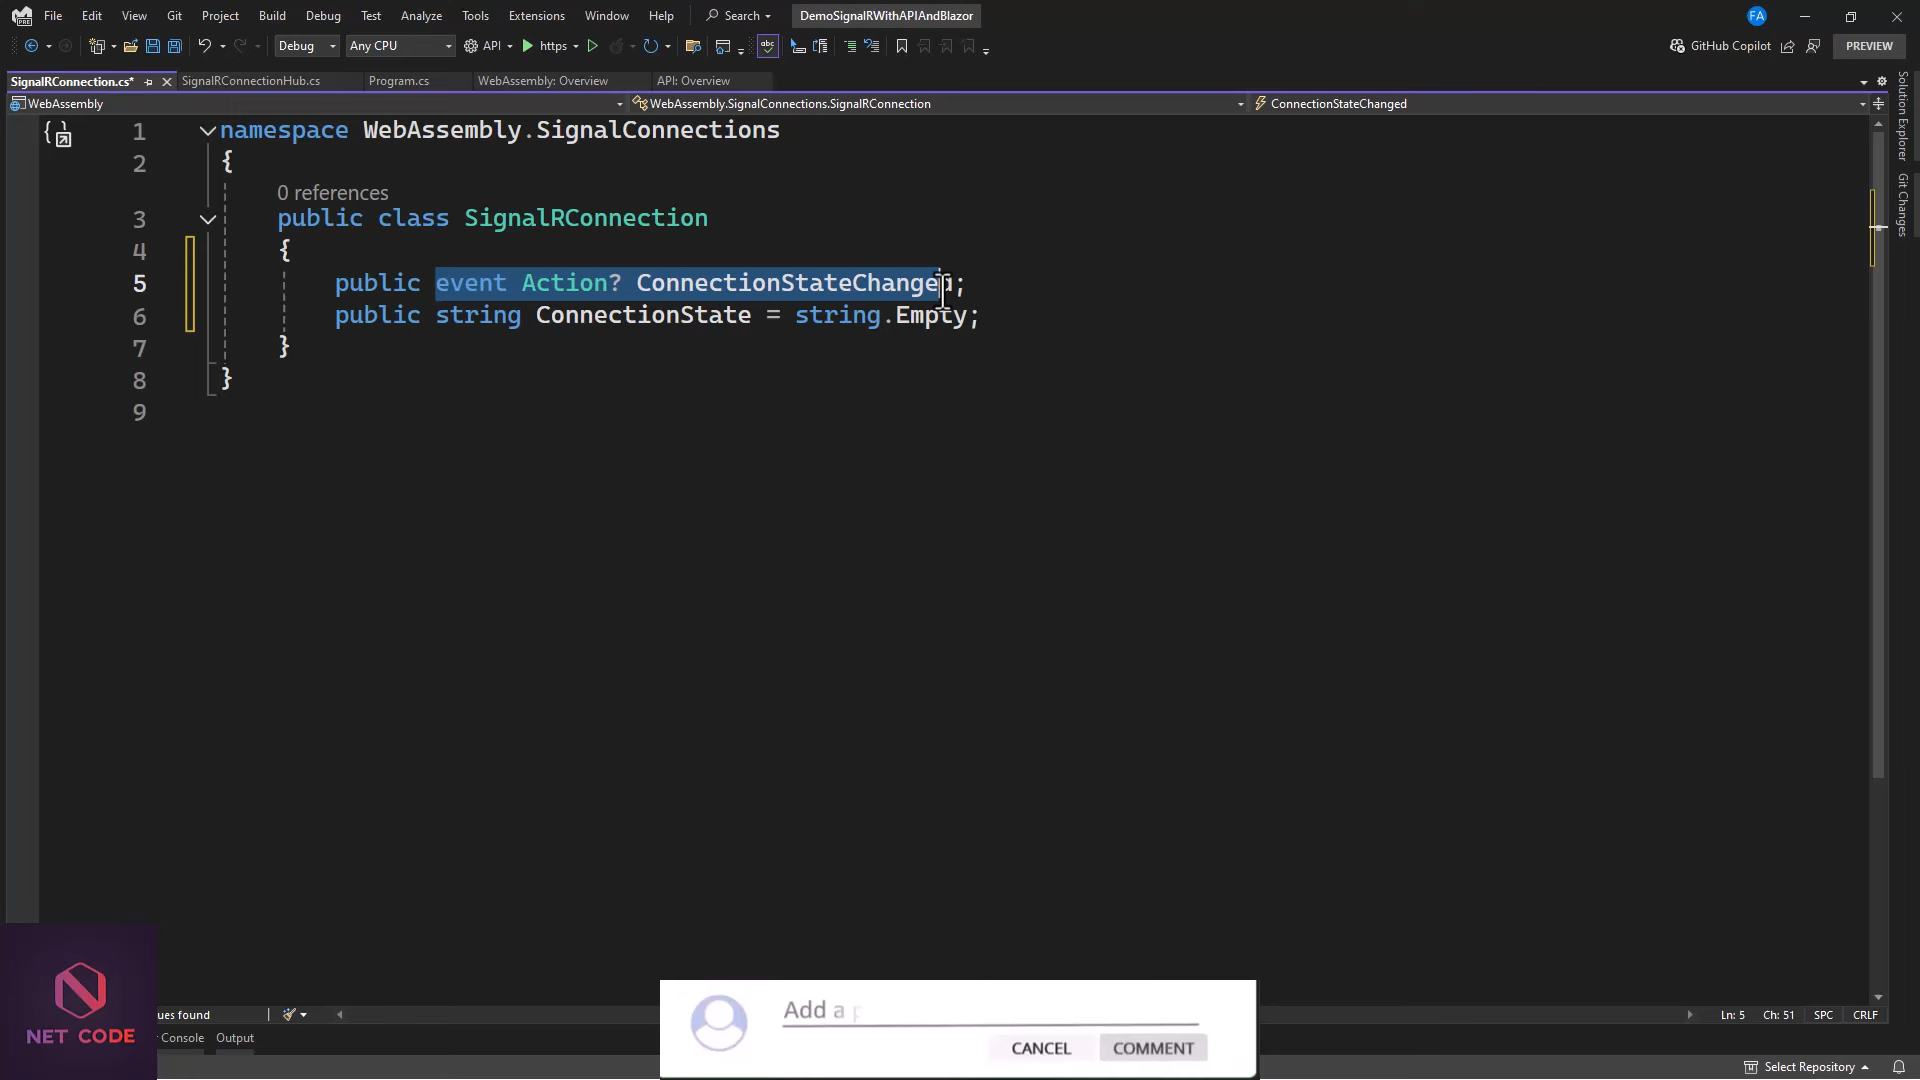 File Edit View Git Project Build Debug Test Analyze Tools Extensions Window Help Search DemoSignalRWithAPIAndBlazor FA
Debug Any CPU API https GitHub Copilot PREVIEW
SignalRConnection.cs* SignalRConnectionHub.cs Program.cs WebAssembly: Overview API: Overview
WebAssembly WebAssembly.SignalConnections.SignalRConnection ConnectionStateChanged
Solution Explorer
Git Changes
1 namespace WebAssembly.SignalConnections
2 {
0 references
3 public class SignalRConnection
4 {
5 public event Action? ConnectionStateChanged;
6 public string ConnectionState = string.Empty;
7 }
8 }
9
NET CODE
ues found Ln: 5 Ch: 51 SPC CRLF
Console Output
Add a p
CANCEL COMMENT
Select Repository